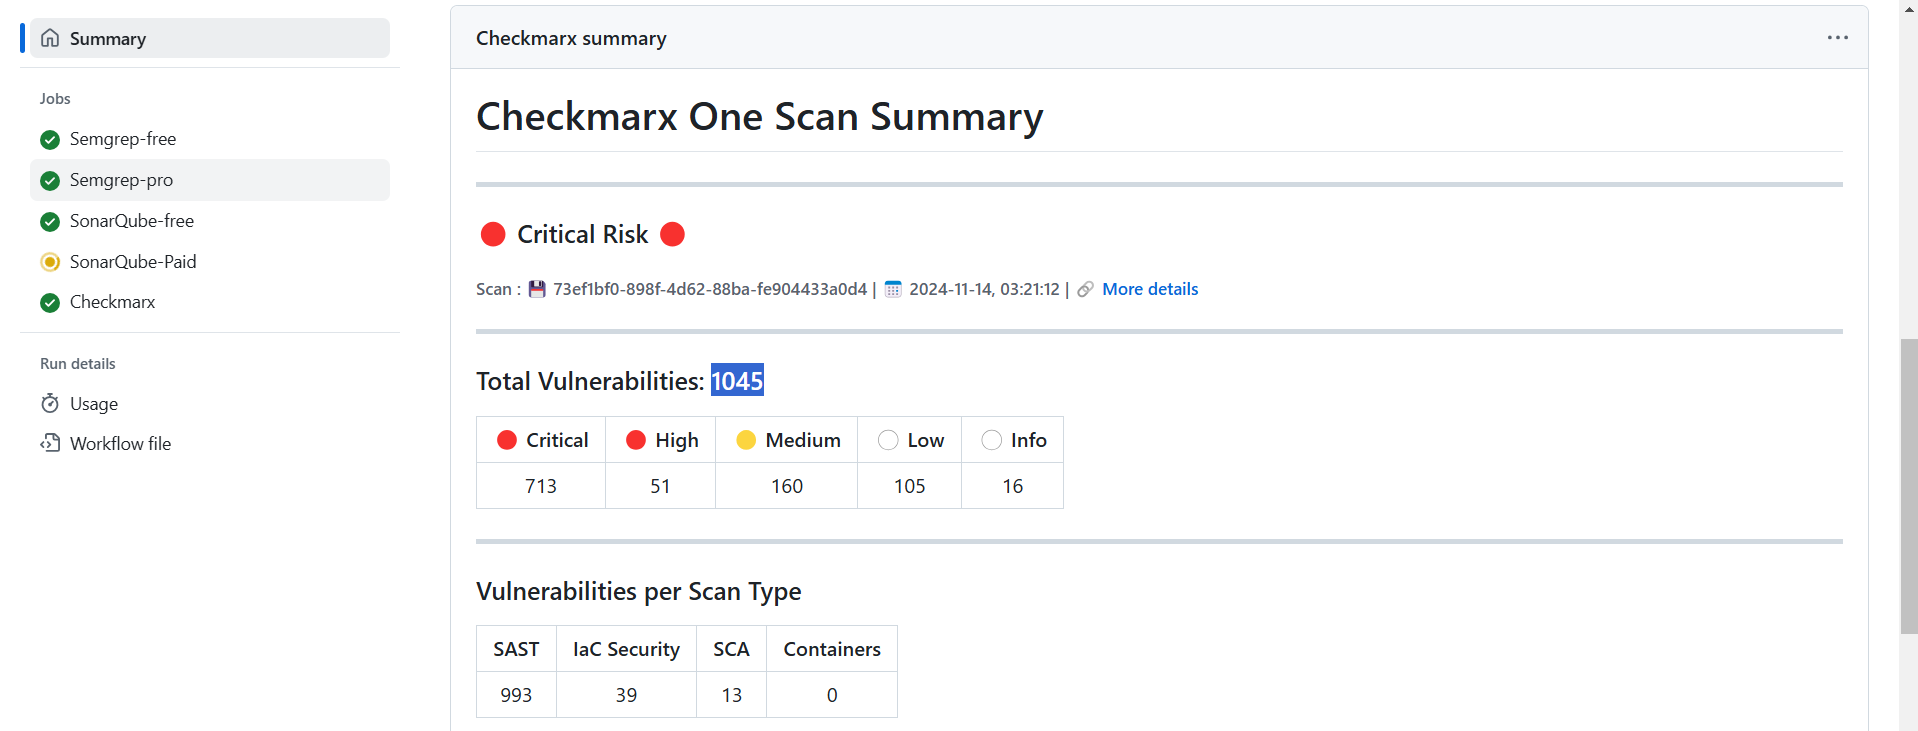 Summary
Jobs
Semgrep-free
Semgrep-pro
SonarQube-free
SonarQube-Paid
Checkmarx
Run details
Usage
Workflow file
Checkmarx summary
Checkmarx One Scan Summary
Critical Risk
Scan : 73ef1bf0-898f-4d62-88ba-fe904433a0d4 | 2024-11-14, 03:21:12 | More details
Total Vulnerabilities: 1045
Critical High Medium Low Info
713 51 160 105 16
Vulnerabilities per Scan Type
SAST IaC Security SCA Containers
993 39 13 0